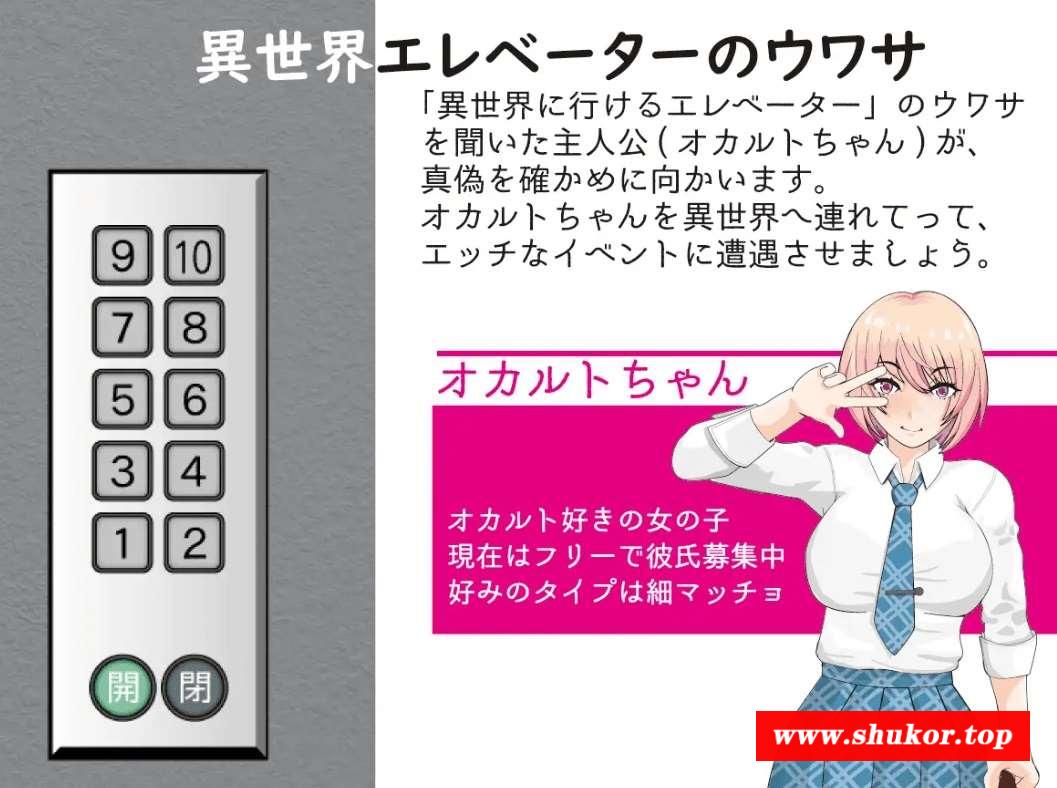 異世界エレベーターのウワサ
「異世界に行けるエレベーター」のウワサ
を聞いた主人公(オカルトちゃん)が、
真偽を確かめに向かいます。
オカルトちゃんを異世界へ連れてって、
エッチなイベントに遭遇させましょう。
9 10
7 8
5 6
3 4
1 2
開 閉
オカルトちゃん
オカルト好きの女の子
現在はフリーで彼氏募集中
好みのタイプは細マッチョ
www.shukor.top